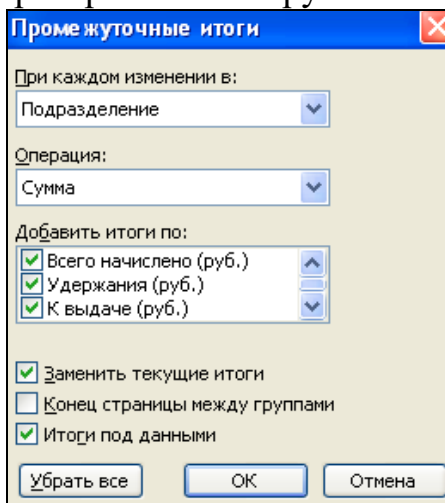 Промежуточные итоги
При каждом изменении в:
Подразделение
Операция:
Сумма
Добавить итоги по:
Всего начислено (руб.)
Удержания (руб.)
К выдаче (руб.)
Заменить текущие итоги
Конец страницы между группами
Итоги под данными
Убрать все ОК Отмена